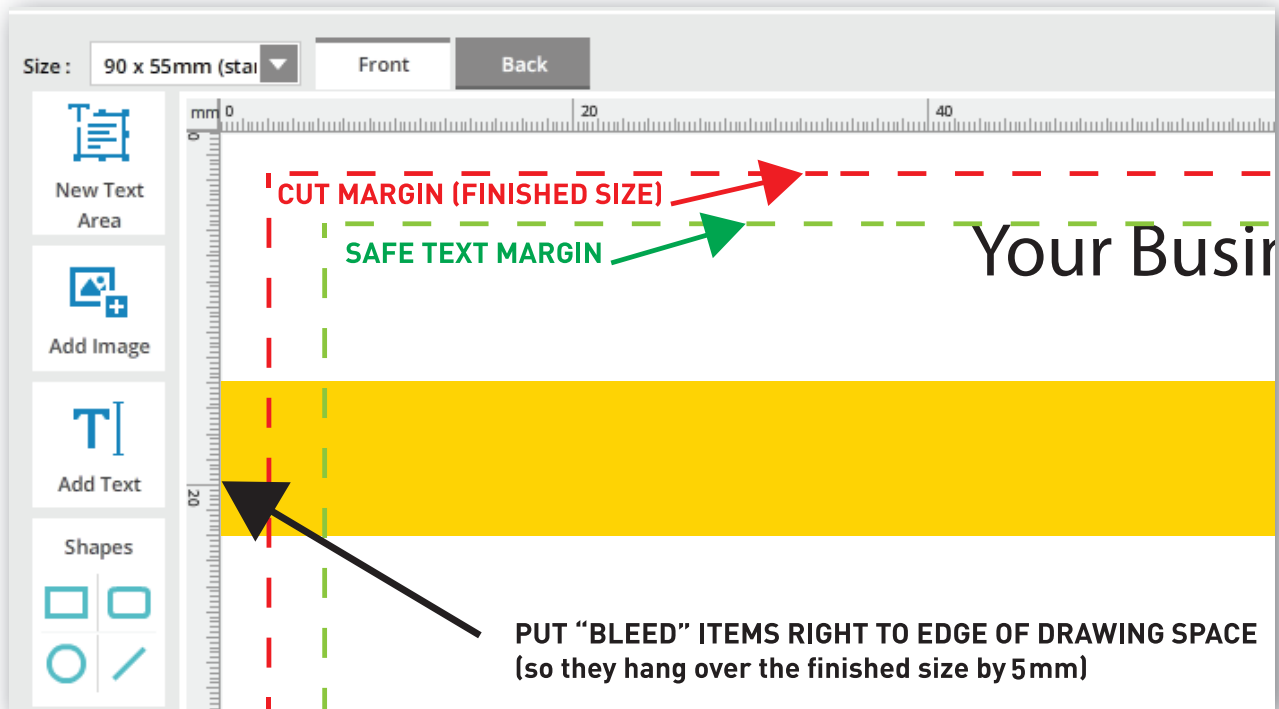 Size : 90 x 55mm (star Front Back
mm 0 20 40
0
New Text
Area
CUT MARGIN (FINISHED SIZE)
SAFE TEXT MARGIN
Your Busin
Add Image
Add Text
20
Shapes
PUT “BLEED” ITEMS RIGHT TO EDGE OF DRAWING SPACE
(so they hang over the finished size by 5mm)